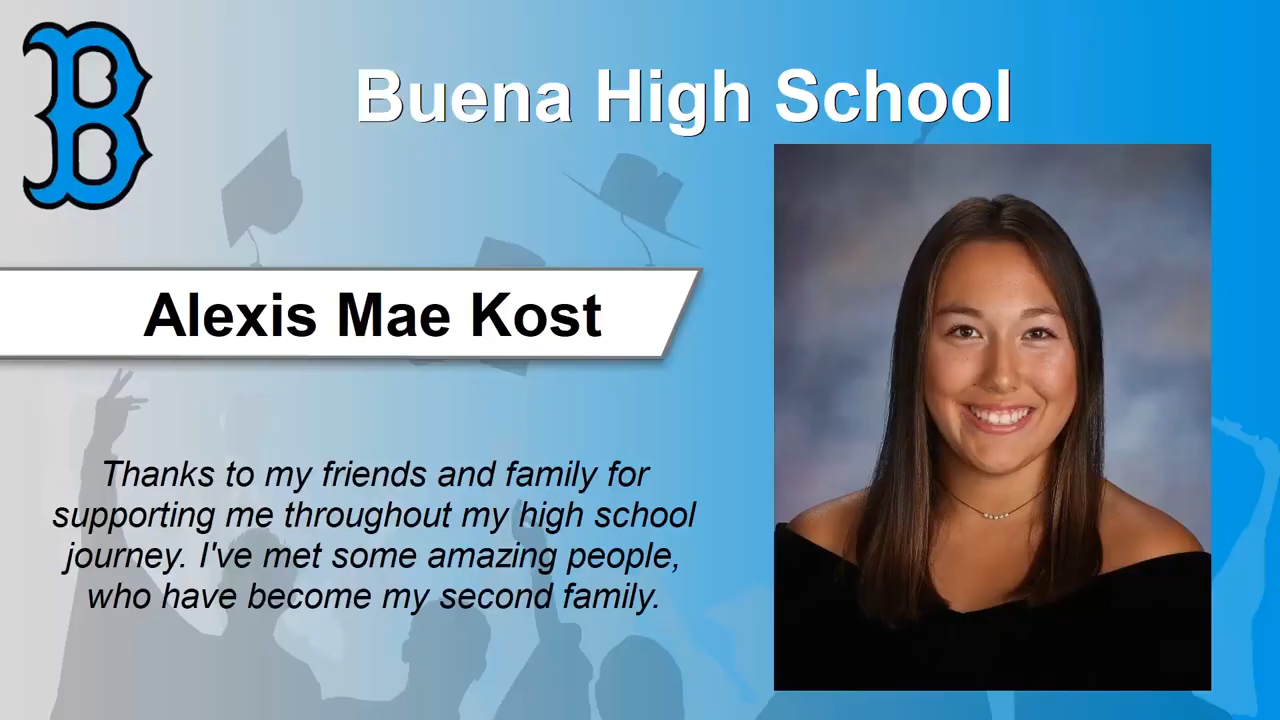 B
Buena High School
Alexis Mae Kost
Thanks to my friends and family for
supporting me throughout my high school
journey. I've met some amazing people,
who have become my second family.